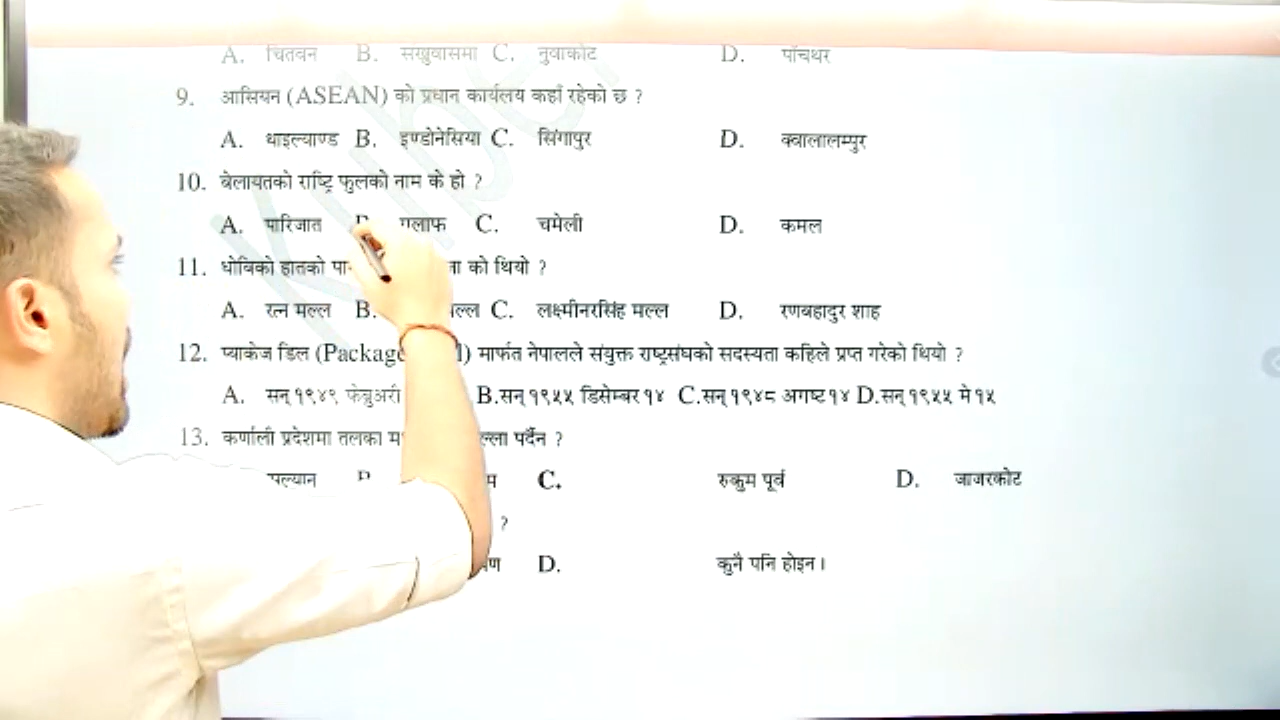 A. चितवन B. संखुवासभा C. नुवाकोट D. पाँचथर
9. आसियन (ASEAN) को प्रधान कार्यलय कहाँ रहेको छ ?
A. थाइल्याण्ड B. इण्डोनेसिया C. सिंगापुर D. क्वालालम्पुर
10. बेलायतको राष्ट्रि फुलको नाम के हो ?
A. पारिजात C. चमेली D. कमल
11. धोबिको हातको को थियो ?
A. रत्न मल्ल B. C. लक्ष्मीनरसिंह मल्ल D. रणबहादुर शाह
12. प्याकेज डिल (Package मार्फत नेपालले संयुक्त राष्ट्रसंघको सदस्यता कहिले प्राप्त गरेको थियो ?
A. सन् १९४९ फेब्रुअरी B.सन् १९५५ डिसेम्बर १४ C.सन् १९४८ अगष्ट १४ D.सन् १९५५ मे १५
13. कर्णाली प्रदेशमा तलका पर्दैन ?
C. रुकुम पूर्व D. जाजरकोट
?
D. कुनै पनि होइन ।